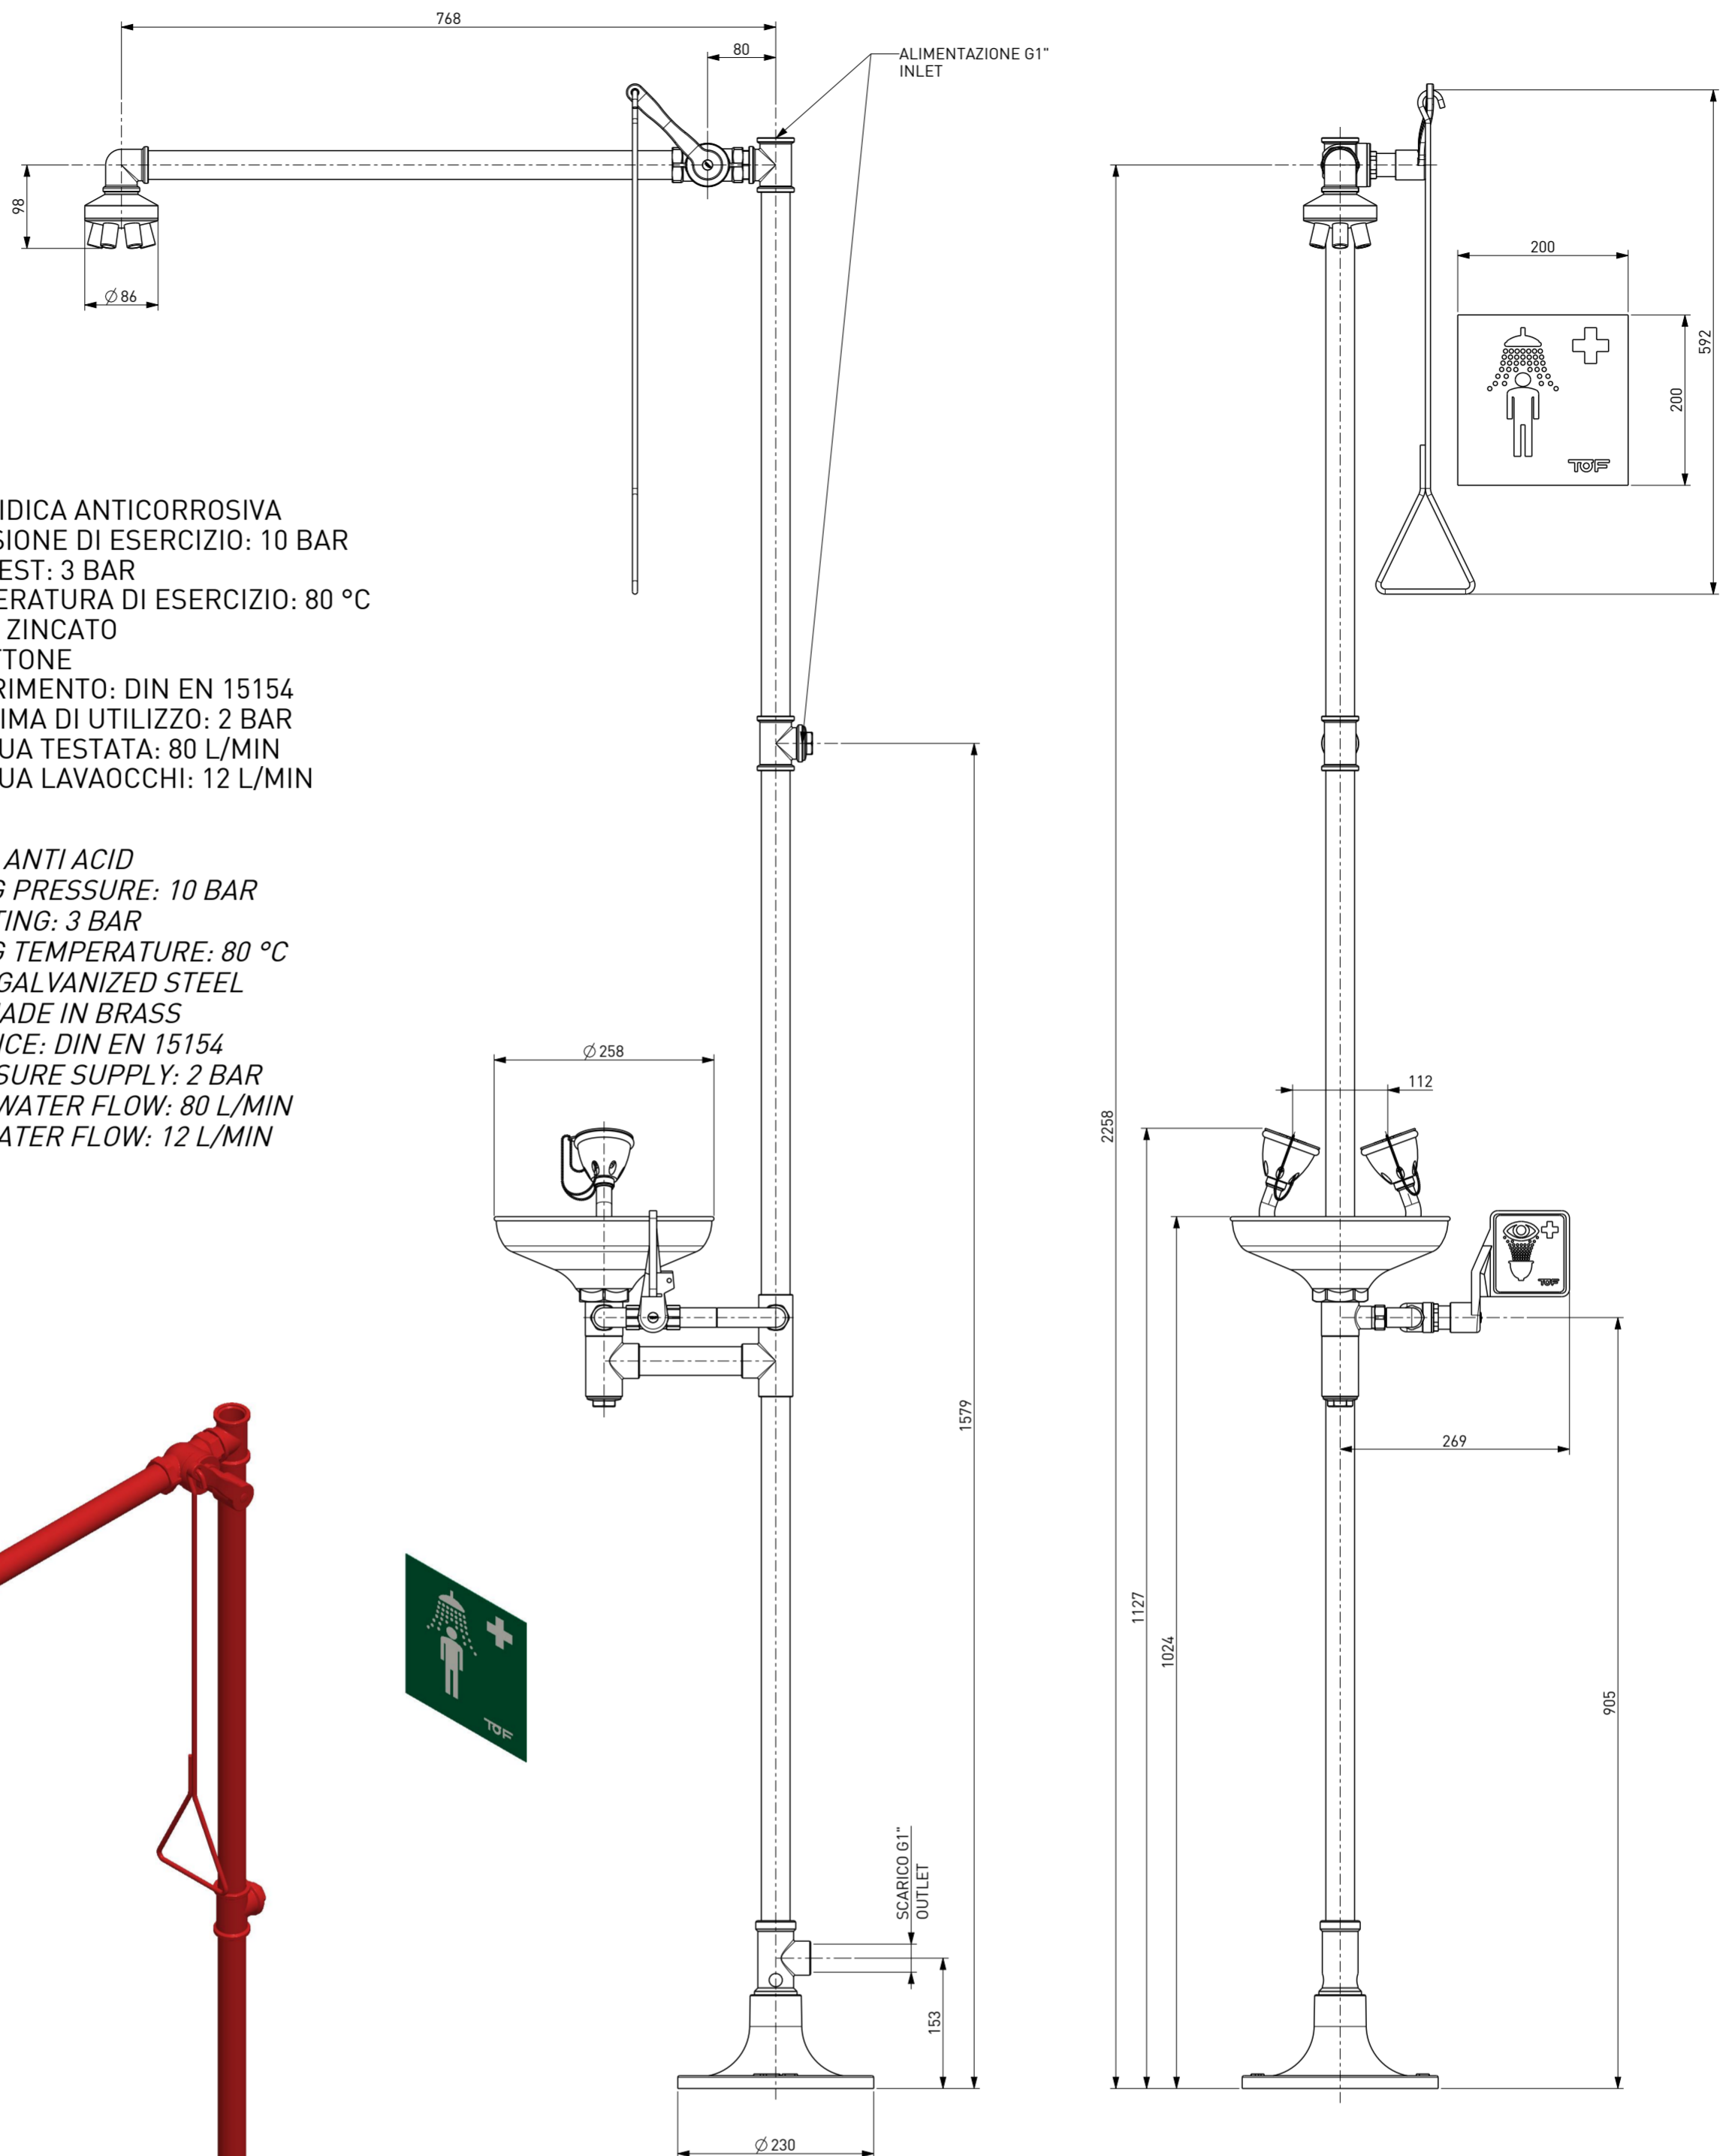 768
80
ALIMENTAZIONE G1"
INLET
98
Ø 86
592
200
200
TOF
IDICA ANTICORROSIVA
SIONE DI ESERCIZIO: 10 BAR
EST: 3 BAR
ERATURA DI ESERCIZIO: 80 °C
ZINCATO
TTONE
RIMENTO: DIN EN 15154
IMA DI UTILIZZO: 2 BAR
UA TESTATA: 80 L/MIN
UA LAVAOCCHI: 12 L/MIN
ANTI ACID
G PRESSURE: 10 BAR
TING: 3 BAR
G TEMPERATURE: 80 °C
GALVANIZED STEEL
MADE IN BRASS
NCE: DIN EN 15154
SURE SUPPLY: 2 BAR
WATER FLOW: 80 L/MIN
ATER FLOW: 12 L/MIN
Ø 258
112
2258
1127
1024
TOF
269
905
1579
TOF
SCARICO G1"
OUTLET
153
Ø 230